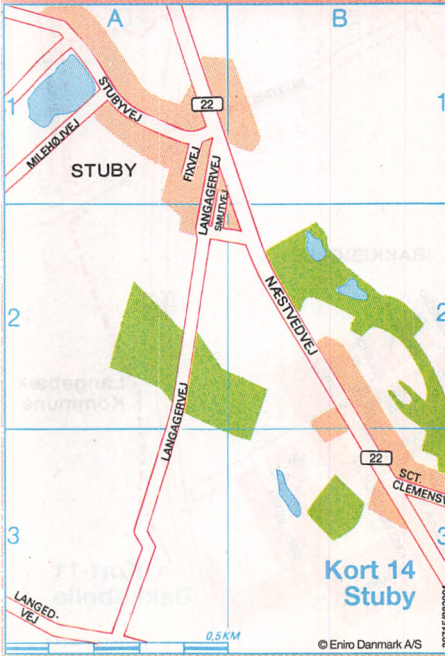 A
B
1
1
22
STUBYVEJ
MILEHØJVEJ
STUBY
FIXVEJ
LANGAGERVEJ
SMUTVEJ
2
2
NÆSTVEDVEJ
LANGAGERVEJ
22
SCT.
CLEMENSV
3
3
Kort 14
Stuby
LANGED-
VEJ
0,5 KM
© Eniro Danmark A/S